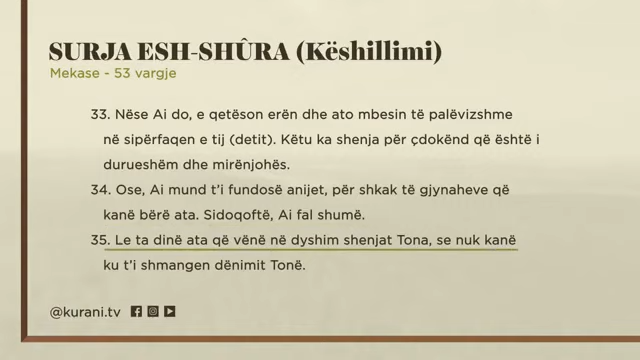 SURJA ESH-SHÛRA (Këshillimi)
Mekase - 53 vargje
33. Nëse Ai do, e qetëson erën dhe ato mbesin të palëvizshme
në sipërfaqen e tij (detit). Këtu ka shenja për çdokënd që është i
durueshëm dhe mirënjohës.
34. Ose, Ai mund t’i fundosë anijet, për shkak të gjynaheve që
kanë bërë ata. Sidoqoftë, Ai fal shumë.
35. Le ta dinë ata që vënë në dyshim shenjat Tona, se nuk kanë
ku t’i shmangen dënimit Tonë.
@kurani.tv